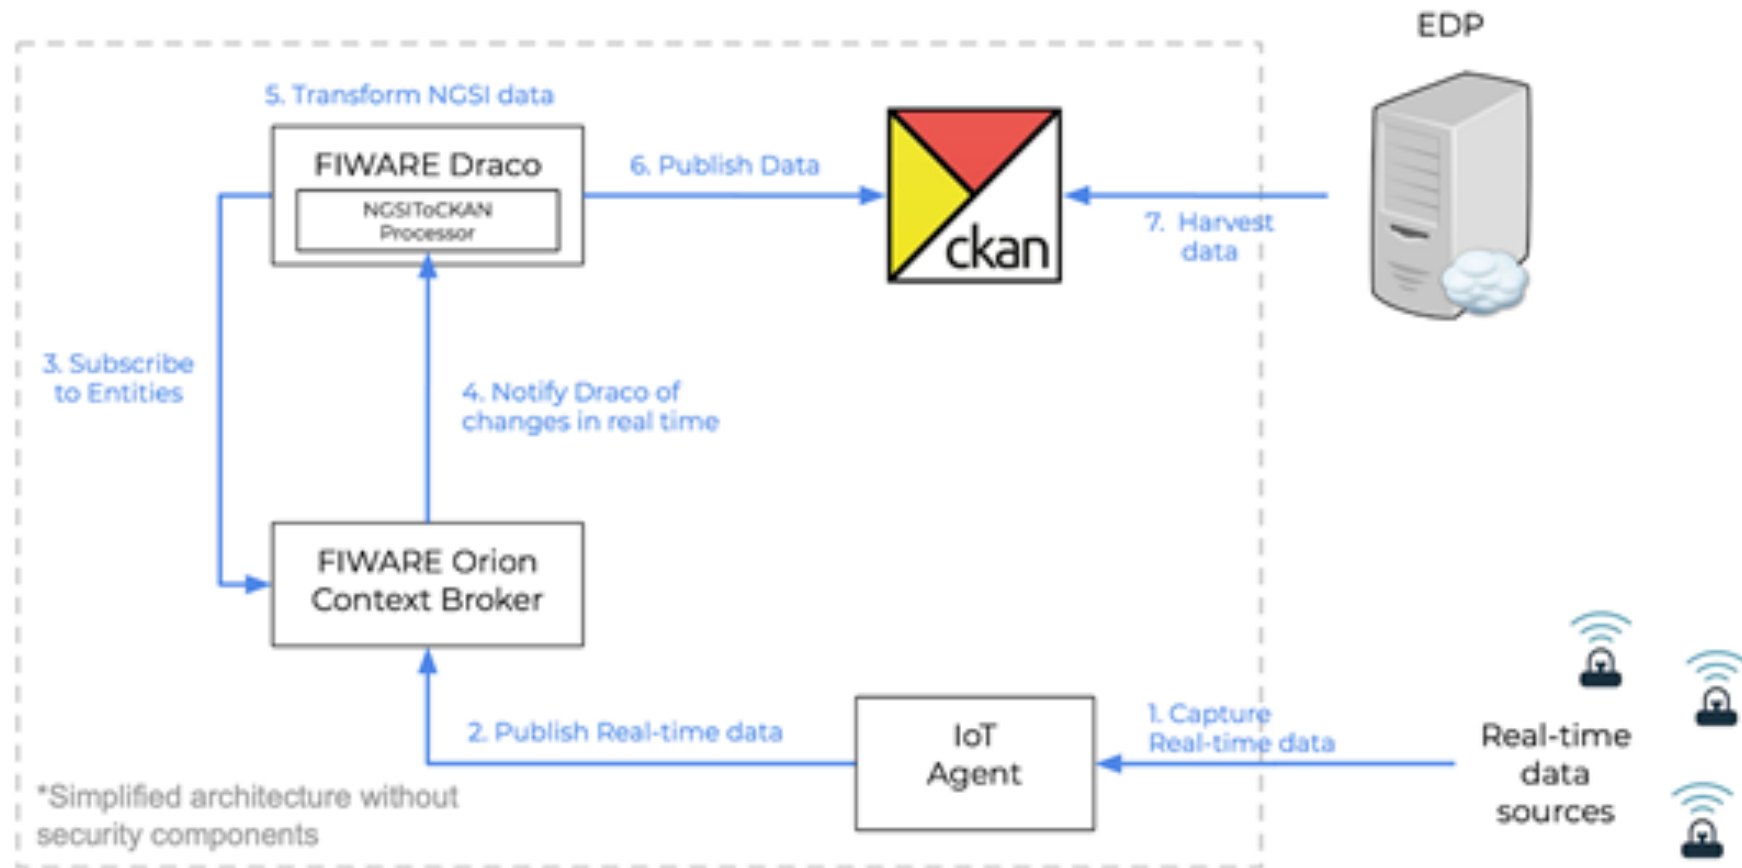 EDP
5. Transform NGSI data
FIWARE Draco
NGSIToCKAN
Processor
6. Publish Data
ckan
7. Harvest
data
3. Subscribe
to Entities
4. Notify Draco of
changes in real time
FIWARE Orion
Context Broker
2. Publish Real-time data
IoT
Agent
1. Capture
Real-time data
Real-time
data
sources
*Simplified architecture without
security components